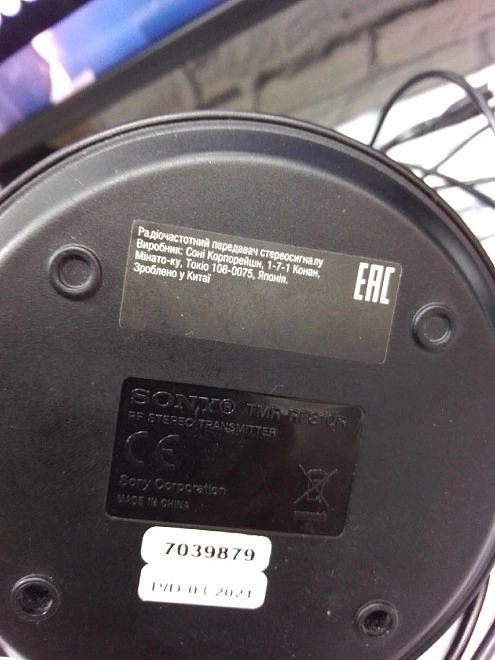 Радіочастотний передавач стереосигналу
Виробник: Соні Корпорейшн, 1-7-1 Конан,
Мінато-ку, Токіо 108-0075, Японія.
Зроблено у Китаї
EAC
SONY®
RF STEREO TRANSMITTER
CE
Sony Corporation
MADE IN CHINA
7039879
P/D 03 2021